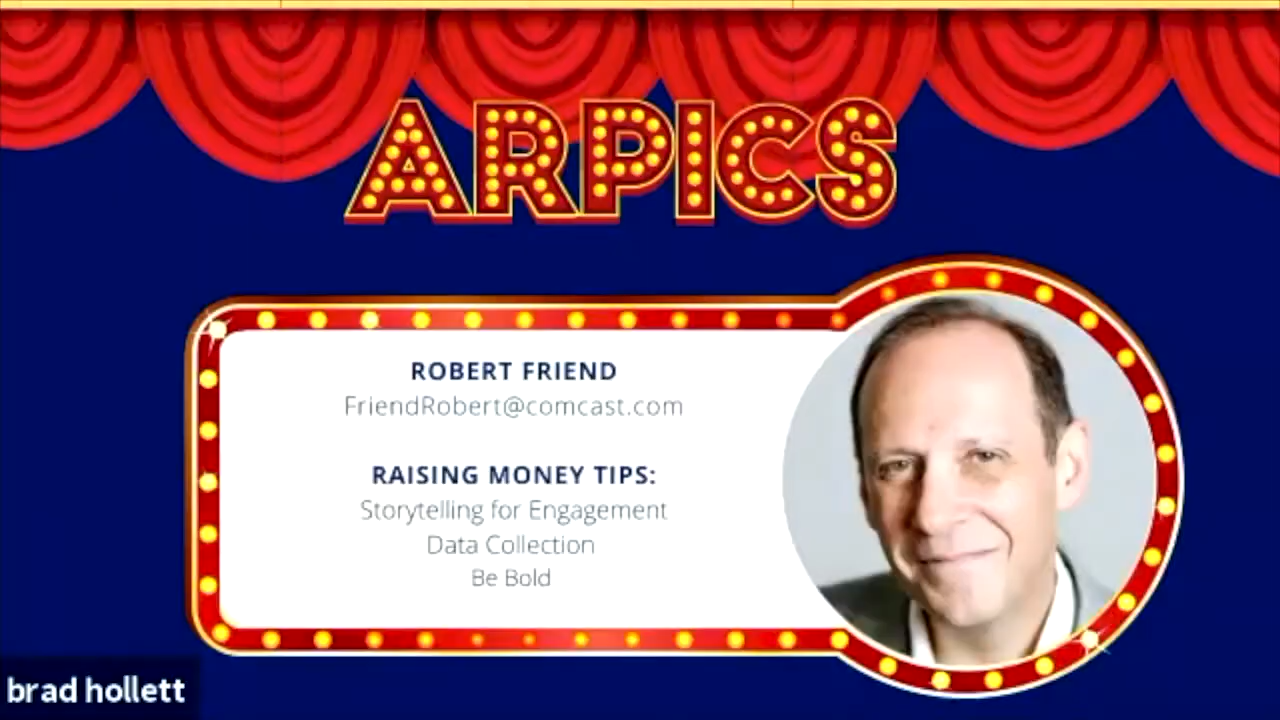 ARPICS
ROBERT FRIEND
FriendRobert@comcast.com
RAISING MONEY TIPS:
Storytelling for Engagement
Data Collection
Be Bold
brad hollett